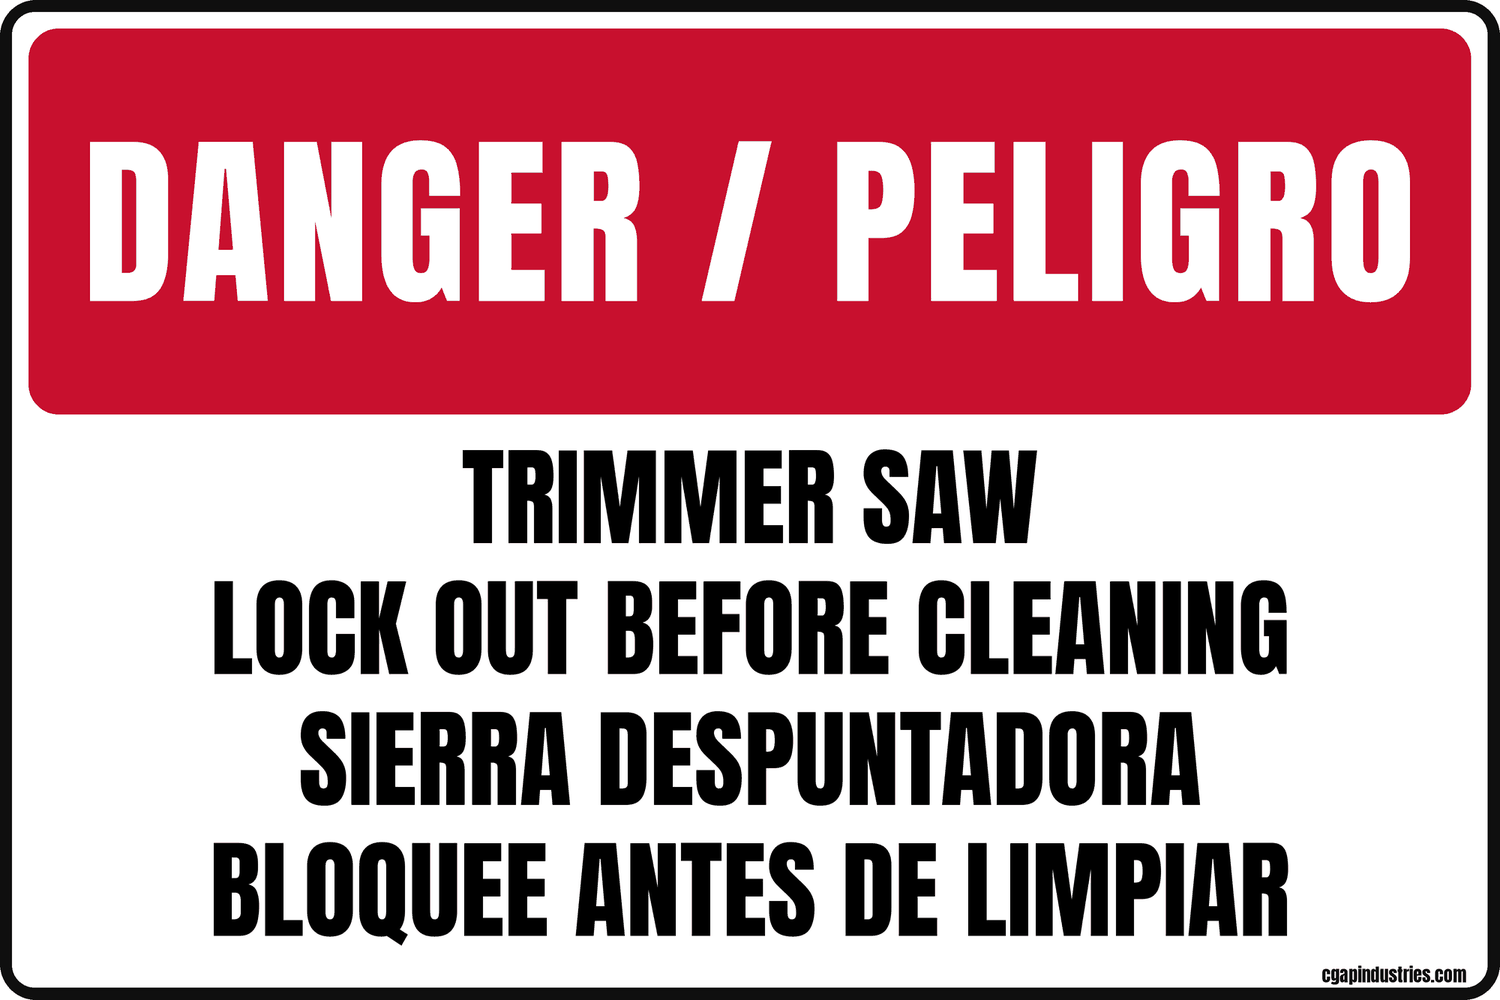 DANGER / PELIGRO
TRIMMER SAW
LOCK OUT BEFORE CLEANING
SIERRA DESPUNTADORA
BLOQUEE ANTES DE LIMPIAR
cgapindustries.com